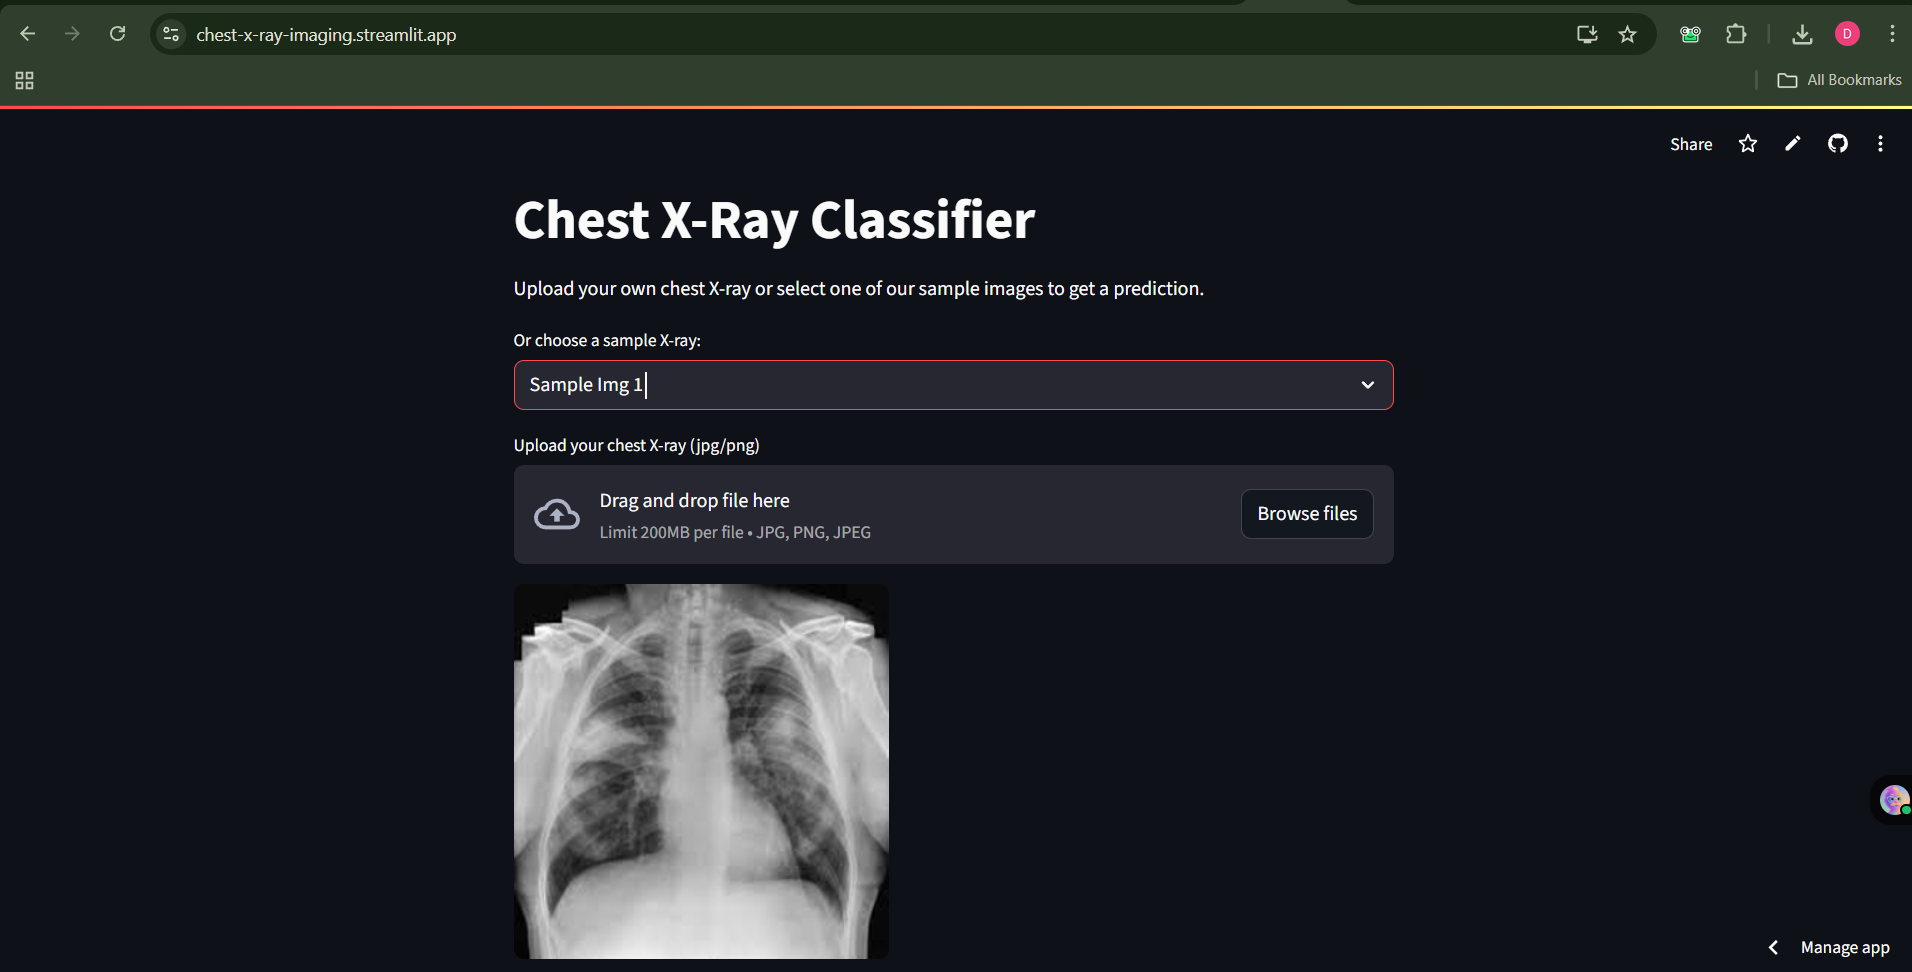 chest-x-ray-imaging.streamlit.app
D
All Bookmarks
Share
Chest X-Ray Classifier
Upload your own chest X-ray or select one of our sample images to get a prediction.
Or choose a sample X-ray:
Sample Img 1
Upload your chest X-ray (jpg/png)
Drag and drop file here
Limit 200MB per file • JPG, PNG, JPEG
Browse files
Manage app